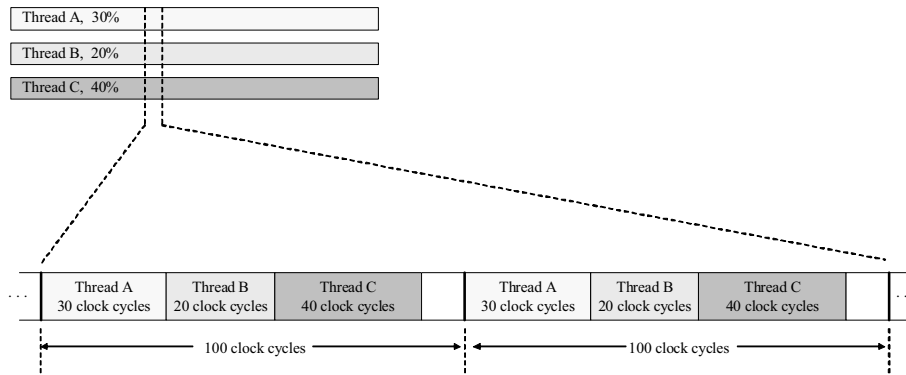 Thread A, 30%
Thread B, 20%
Thread C, 40%
. . .
Thread A
30 clock cycles
Thread B
20 clock cycles
Thread C
40 clock cycles
Thread A
30 clock cycles
Thread B
20 clock cycles
Thread C
40 clock cycles
. .
100 clock cycles
100 clock cycles